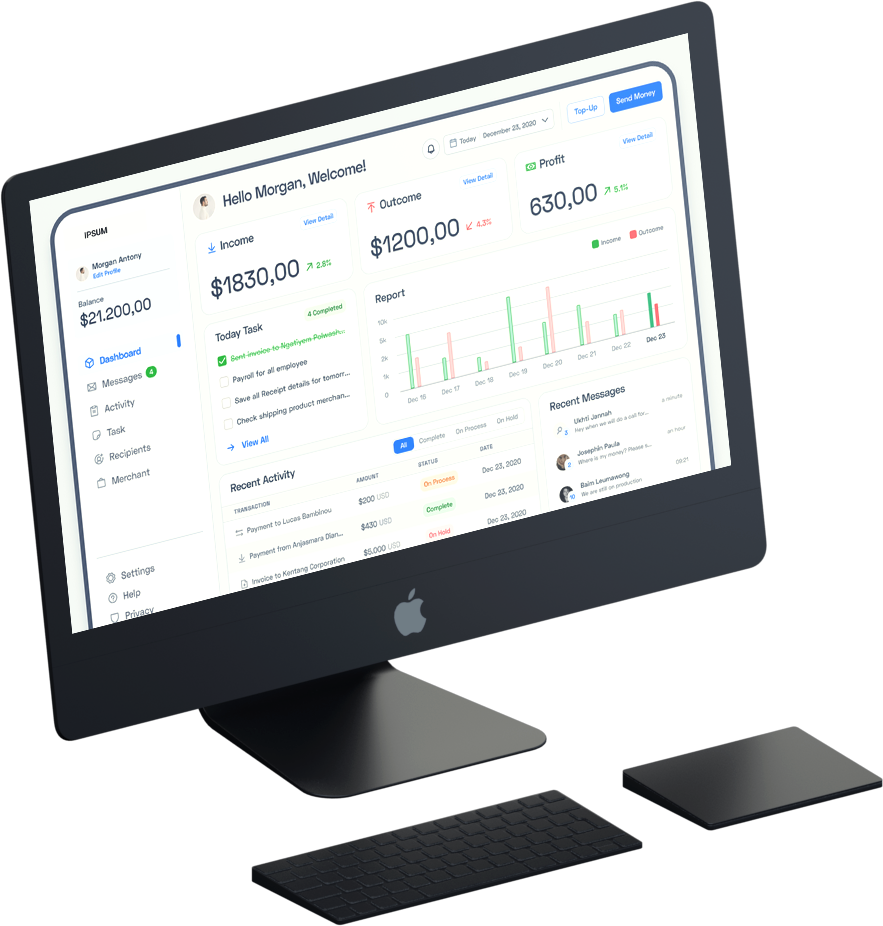 IPSUM
Morgan Antony
Edit Profile
Balance
$21.200,00
Dashboard
Messages 4
Activity
Task
Recipients
Merchant
Settings
Help
Privacy
Hello Morgan, Welcome!
Today December 23, 2020
Top-Up
Send Money
Income
View Detail
$1830,00
2.8%
Outcome
View Detail
$1200,00
4.3%
Profit
View Detail
630,00
5.1%
Today Task
4 Completed
Sent invoice to
Payroll for all employee
Save all Receipt details for tomorr...
Check shipping product merchan...
View All
Report
Income
Outcome
10k
5k
2k
1k
0
Dec 16
Dec 17
Dec 18
Dec 19
Dec 20
Dec 21
Dec 22
Dec 23
Recent Activity
All
Complete
On Process
On Hold
TRANSACTION
AMOUNT
STATUS
DATE
Payment to Lucas Bambinou
$200 USD
On Process
Dec 23, 2020
Payment from Anjasmara Dian...
$430 USD
Complete
Dec 23, 2020
Invoice to Kentang Corporation
$6.000 USD
On Hold
Dec 23, 2020
Recent Messages
Ukhti Jannah
a minute
3
Hey when we will do a call for...
Josephin Paula
an hour
2
Where is my money? Please s...
Baim Leumawong
09:21
10
We are still on production